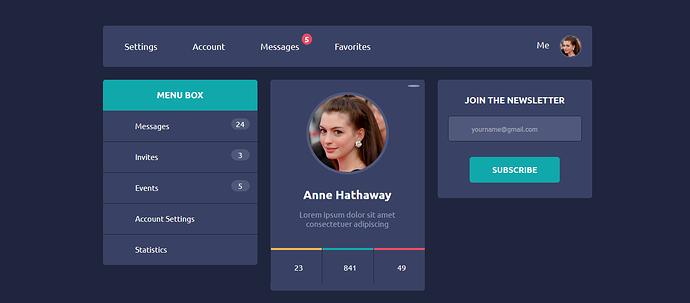 Settings
Account
Messages
5
Favorites
Me
MENU BOX
Messages 24
Invites 3
Events 5
Account Settings
Statistics
Anne Hathaway
Lorem ipsum dolor sit amet
consectetuer adipiscing
23 841 49
JOIN THE NEWSLETTER
yourname@gmail.com
SUBSCRIBE